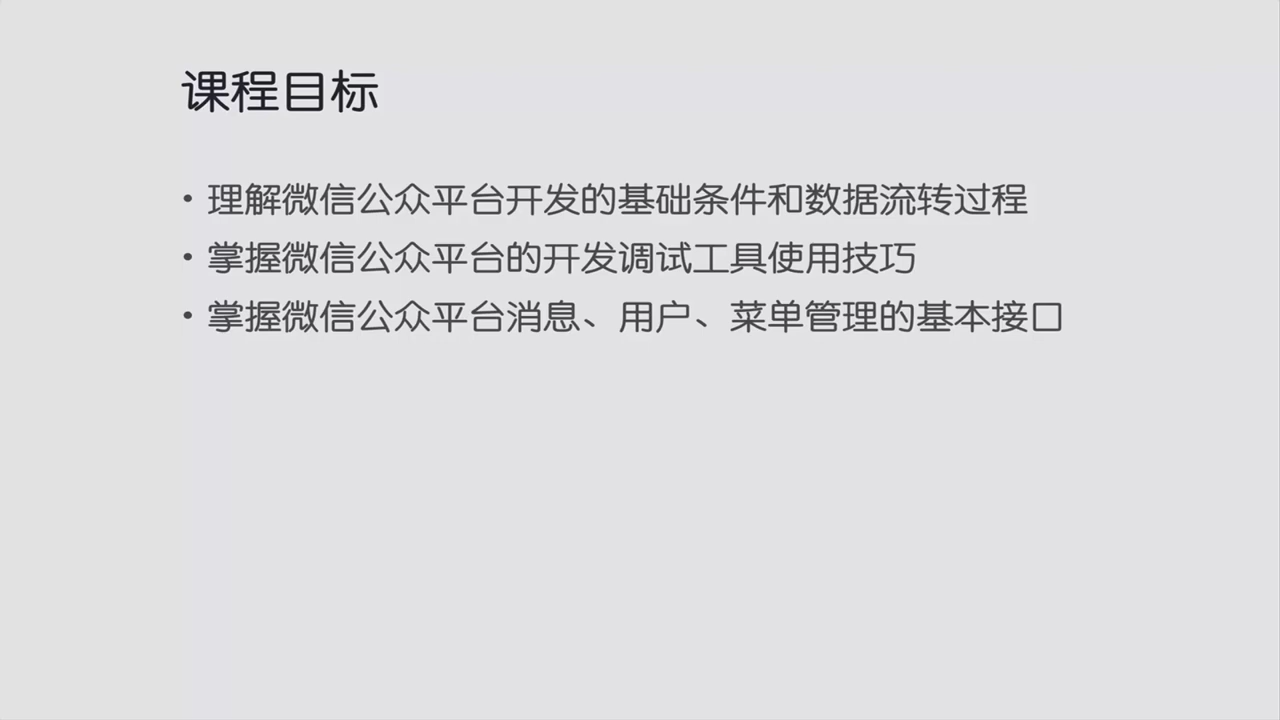 课程目标
• 理解微信公众平台开发的基础条件和数据流转过程
• 掌握微信公众平台的开发调试工具使用技巧
• 掌握微信公众平台消息、用户、菜单管理的基本接口